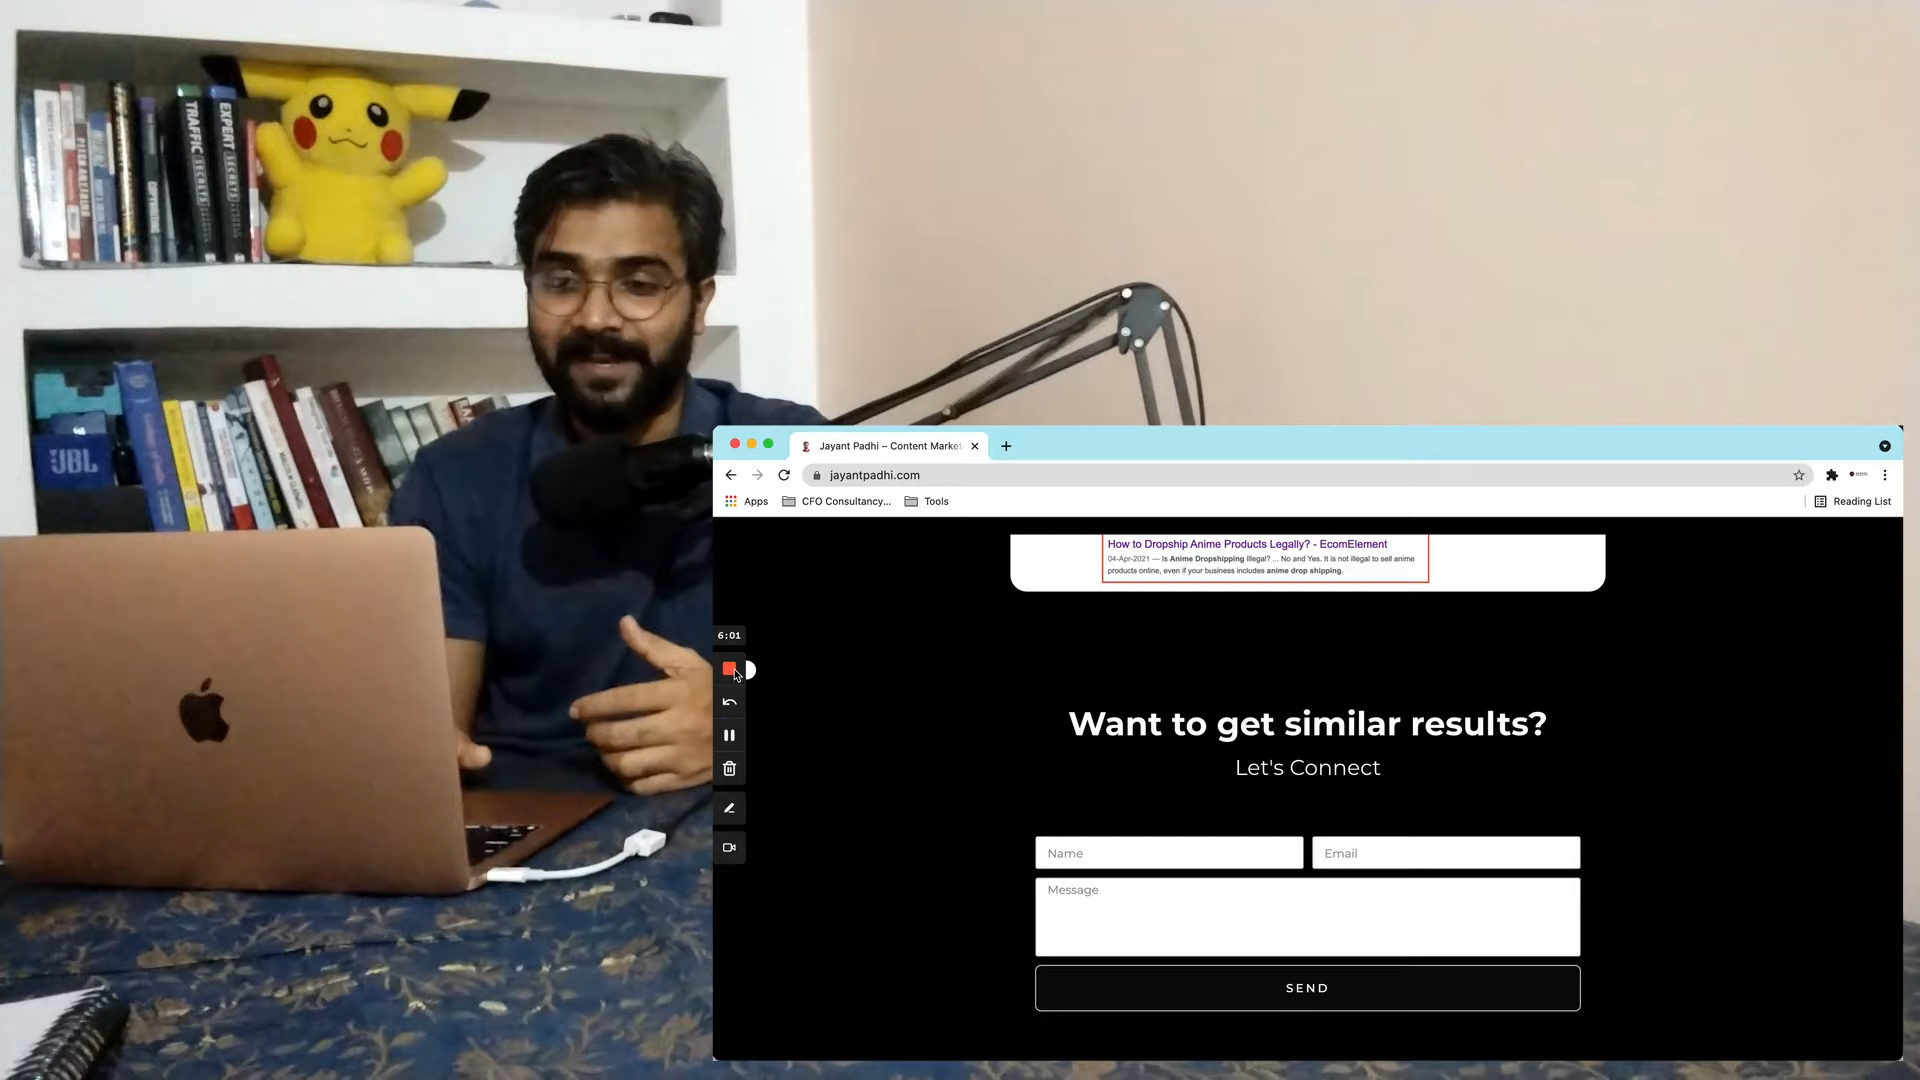 TRAFFIC SECRETS
EXPERT SECRETS
JBL
Jayant Padhi – Content Market
jayantpadhi.com
Apps
CFO Consultancy...
Tools
Reading List
How to Dropship Anime Products Legally? - EcomElement
04-Apr-2021 — Is Anime Dropshipping Illegal? ... No and Yes. It is not illegal to sell anime
products online, even if your business includes anime drop shipping.
6:01
Want to get similar results?
Let's Connect
Name
Email
Message
SEND